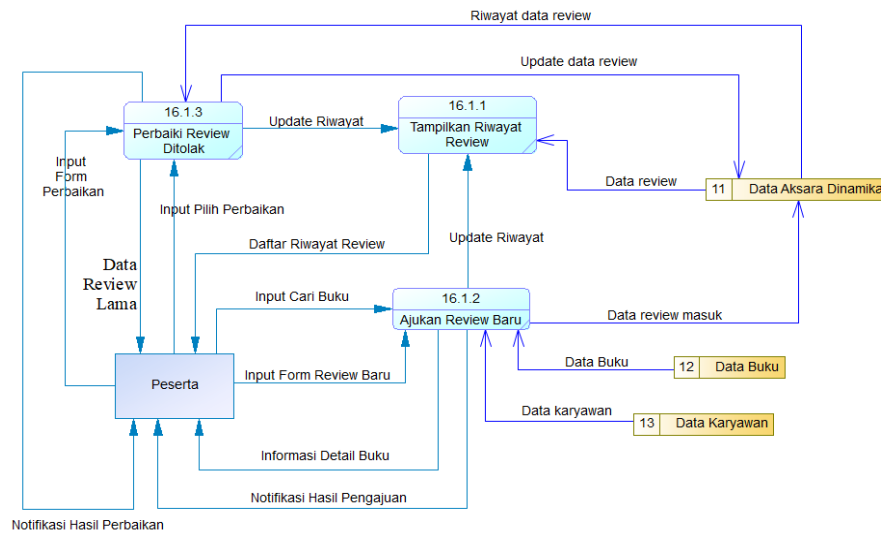 Riwayat data review
Update data review
16.1.3
Perbaiki Review
Ditolak
Update Riwayat
16.1.1
Tampilkan Riwayat
Review
Input
Form
Perbaikan
Input Pilih Perbaikan
Data review
11
Data Aksara Dinamika
Daftar Riwayat Review
Update Riwayat
Data
Review
Lama
Input Cari Buku
16.1.2
Ajukan Review Baru
Data review masuk
Peserta
Input Form Review Baru
Data Buku
12
Data Buku
Data karyawan
13
Data Karyawan
Informasi Detail Buku
Notifikasi Hasil Pengajuan
Notifikasi Hasil Perbaikan